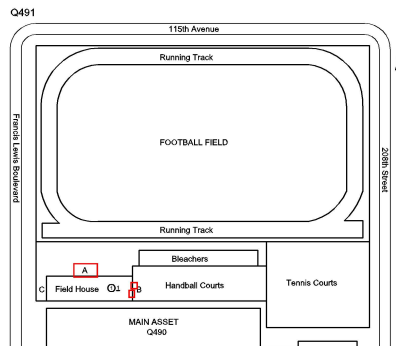 Q491
115th Avenue
Running Track
Francis Lewis Boulevard
FOOTBALL FIELD
208th Street
Running Track
Bleachers
A
C
Field House
1
B
Handball Courts
Tennis Courts
MAIN ASSET
Q490